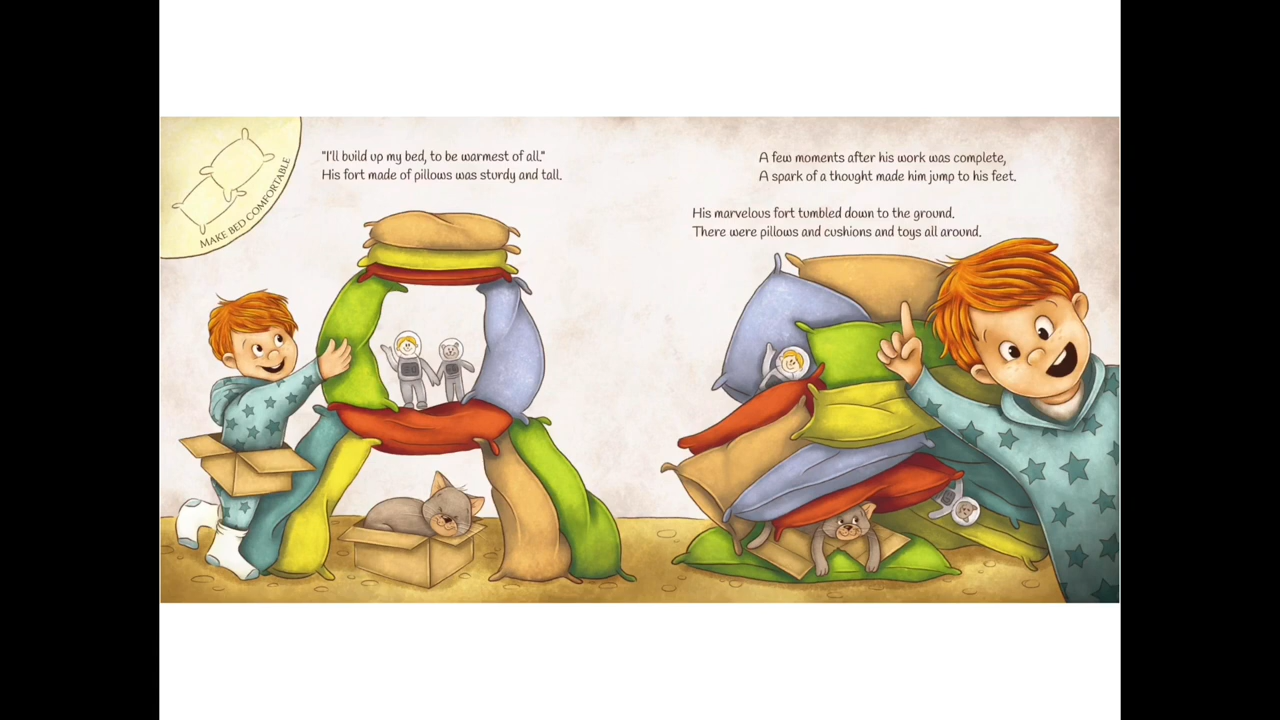 MAKE BED COMFORTABLE
"I'll build up my bed, to be warmest of all."
His fort made of pillows was sturdy and tall.
A few moments after his work was complete,
A spark of a thought made him jump to his feet.
His marvelous fort tumbled down to the ground.
There were pillows and cushions and toys all around.